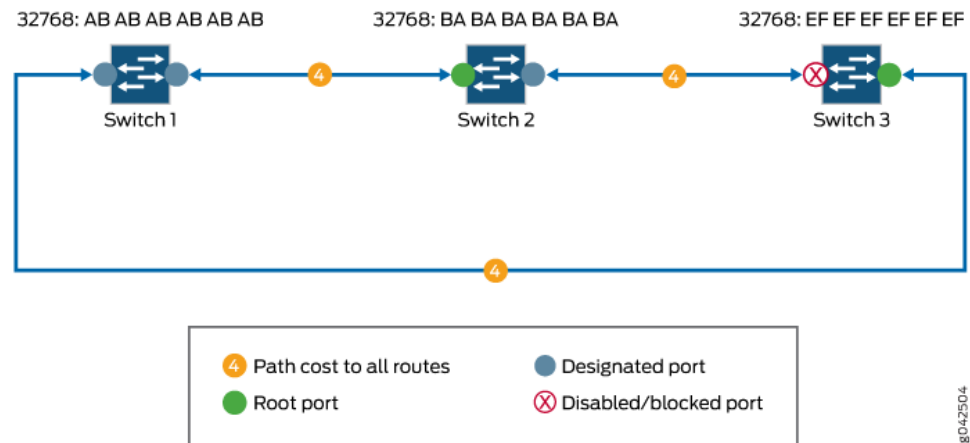 32768: AB AB AB AB AB AB
32768: BA BA BA BA BA BA
32768: EF EF EF EF EF EF
4
4
Switch 1
Switch 2
Switch 3
4
4 Path cost to all routes
Designated port
Root port
X Disabled/blocked port
g042504